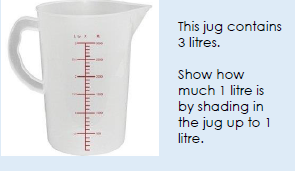 This jug contains
3 litres.
Show how
much 1 litre is
by shading in
the jug up to 1
litre.